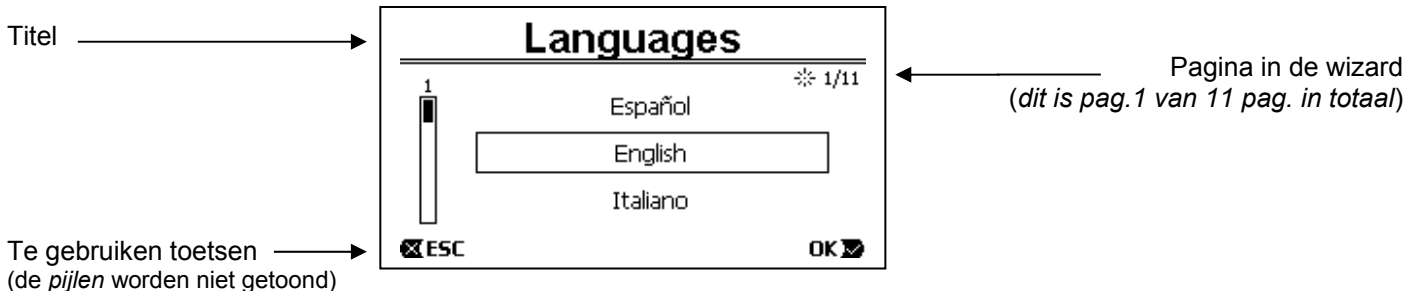 Titel
Languages
1/11
1
Español
English
Italiano
ESC
OK
Pagina in de wizard
(dit is pag.1 van 11 pag. in totaal)
Te gebruiken toetsen
(de pijlen worden niet getoond)